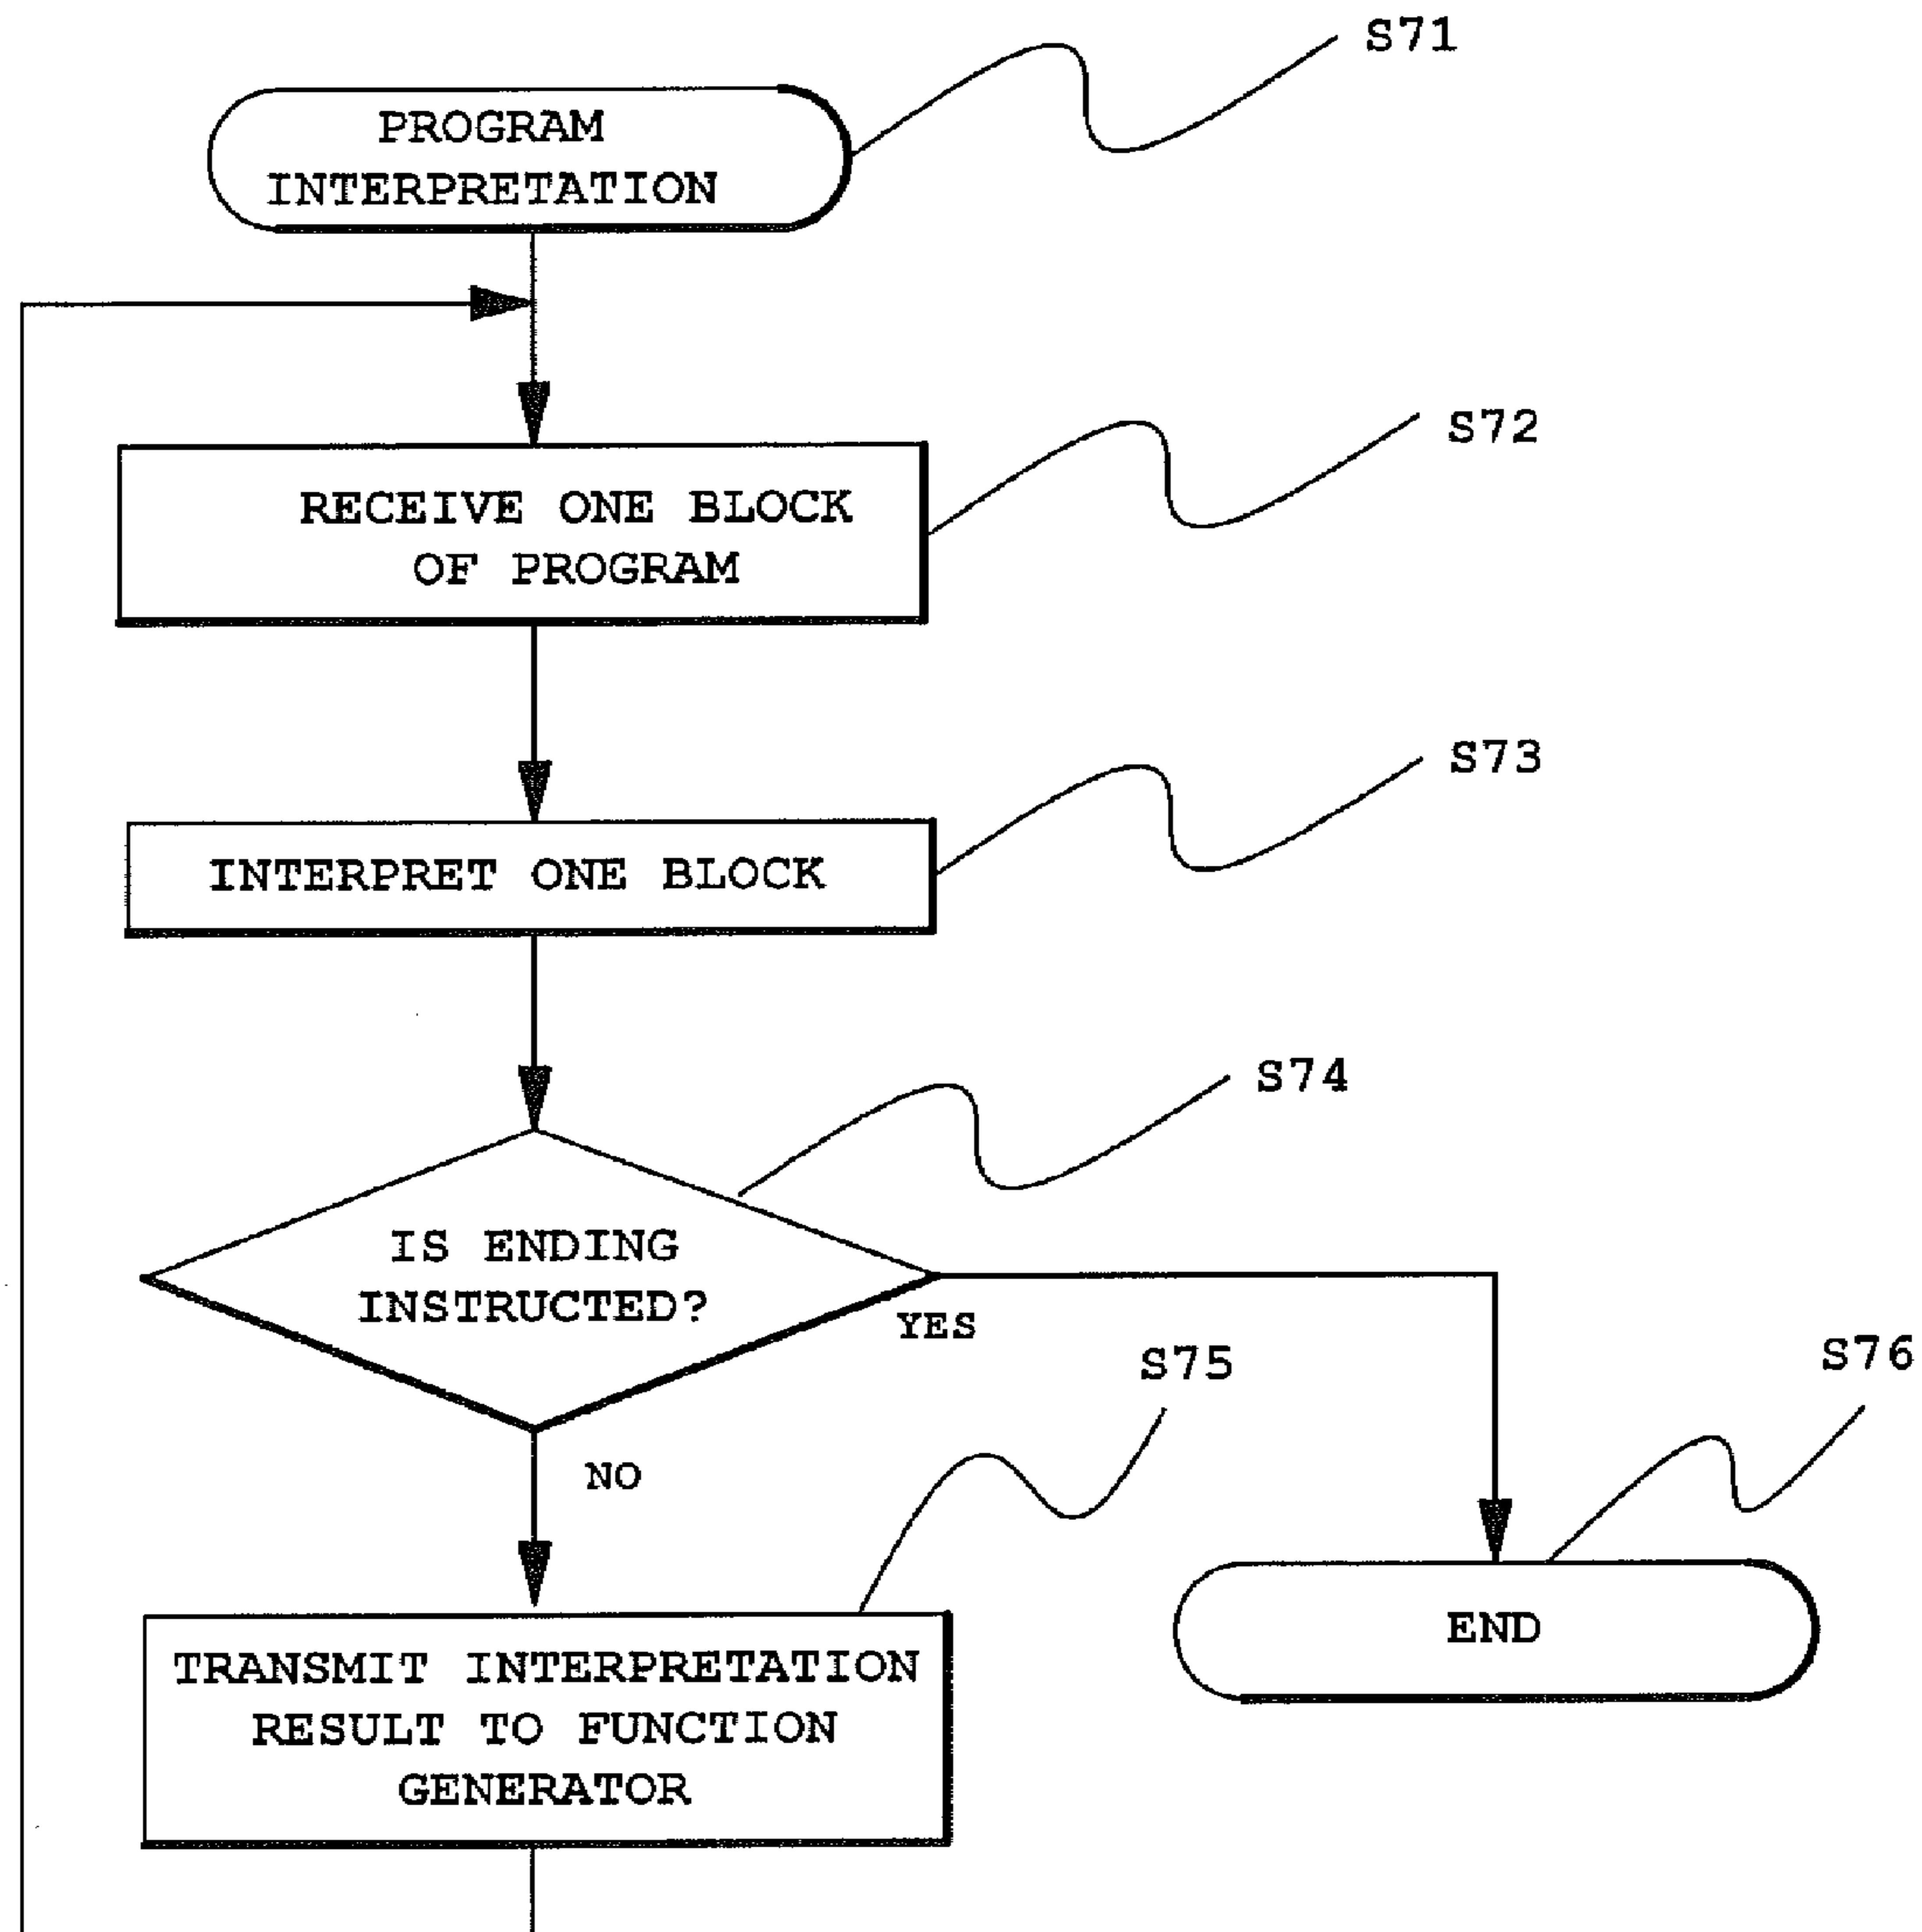 S71
PROGRAM
INTERPRETATION
S72
RECEIVE ONE BLOCK
OF PROGRAM
S73
INTERPRET ONE BLOCK
S74
IS ENDING
INSTRUCTED?
YES
S75
S76
NO
END
TRANSMIT INTERPRETATION
RESULT TO FUNCTION
GENERATOR